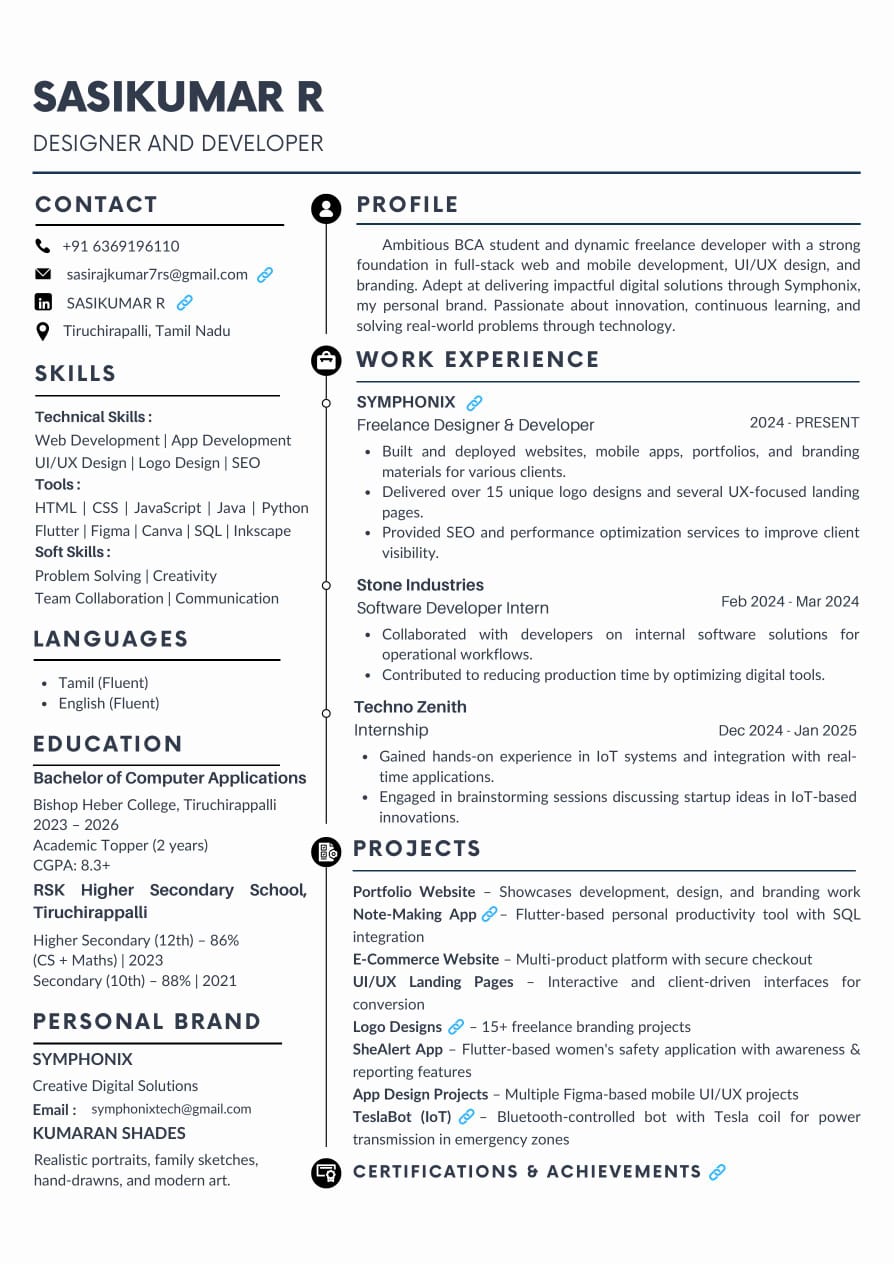 SASIKUMAR R
DESIGNER AND DEVELOPER
CONTACT
+91 6369196110
sasirajkumar7rs@gmail.com
SASIKUMAR R
Tiruchirapalli, Tamil Nadu
SKILLS
Technical Skills :
Web Development | App Development
UI/UX Design | Logo Design | SEO
Tools :
HTML | CSS | JavaScript | Java | Python
Flutter | Figma | Canva | SQL | Inkscape
Soft Skills :
Problem Solving | Creativity
Team Collaboration | Communication
LANGUAGES
• Tamil (Fluent)
• English (Fluent)
EDUCATION
Bachelor of Computer Applications
Bishop Heber College, Tiruchirappalli
2023 – 2026
Academic Topper (2 years)
CGPA: 8.3+
RSK Higher Secondary School,
Tiruchirappalli
Higher Secondary (12th) – 86%
(CS + Maths) | 2023
Secondary (10th) – 88% | 2021
PERSONAL BRAND
SYMPHONIX
Creative Digital Solutions
Email : symphonixtech@gmail.com
KUMARAN SHADES
Realistic portraits, family sketches,
hand-drawns, and modern art.
PROFILE
Ambitious BCA student and dynamic freelance developer with a strong
foundation in full-stack web and mobile development, UI/UX design, and
branding. Adept at delivering impactful digital solutions through Symphonix,
my personal brand. Passionate about innovation, continuous learning, and
solving real-world problems through technology.
WORK EXPERIENCE
SYMPHONIX
Freelance Designer & Developer 2024 - PRESENT
• Built and deployed websites, mobile apps, portfolios, and branding
materials for various clients.
• Delivered over 15 unique logo designs and several UX-focused landing
pages.
• Provided SEO and performance optimization services to improve client
visibility.
Stone Industries
Software Developer Intern Feb 2024 - Mar 2024
• Collaborated with developers on internal software solutions for
operational workflows.
• Contributed to reducing production time by optimizing digital tools.
Techno Zenith
Internship Dec 2024 - Jan 2025
• Gained hands-on experience in IoT systems and integration with real-
time applications.
• Engaged in brainstorming sessions discussing startup ideas in IoT-based
innovations.
PROJECTS
Portfolio Website – Showcases development, design, and branding work
Note-Making App – Flutter-based personal productivity tool with SQL
integration
E-Commerce Website – Multi-product platform with secure checkout
UI/UX Landing Pages – Interactive and client-driven interfaces for
conversion
Logo Designs – 15+ freelance branding projects
SheAlert App – Flutter-based women's safety application with awareness &
reporting features
App Design Projects – Multiple Figma-based mobile UI/UX projects
TeslaBot (IoT) – Bluetooth-controlled bot with Tesla coil for power
transmission in emergency zones
CERTIFICATIONS & ACHIEVEMENTS